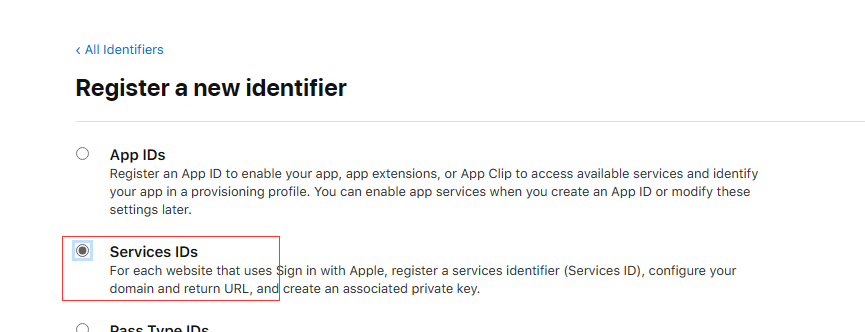 ‹ All Identifiers
Register a new identifier
App IDs
Register an App ID to enable your app, app extensions, or App Clip to access available services and identify
your app in a provisioning profile. You can enable app services when you create an App ID or modify these
settings later.
Services IDs
For each website that uses Sign in with Apple, register a services identifier (Services ID), configure your
domain and return URL, and create an associated private key.
Pass Type IDs